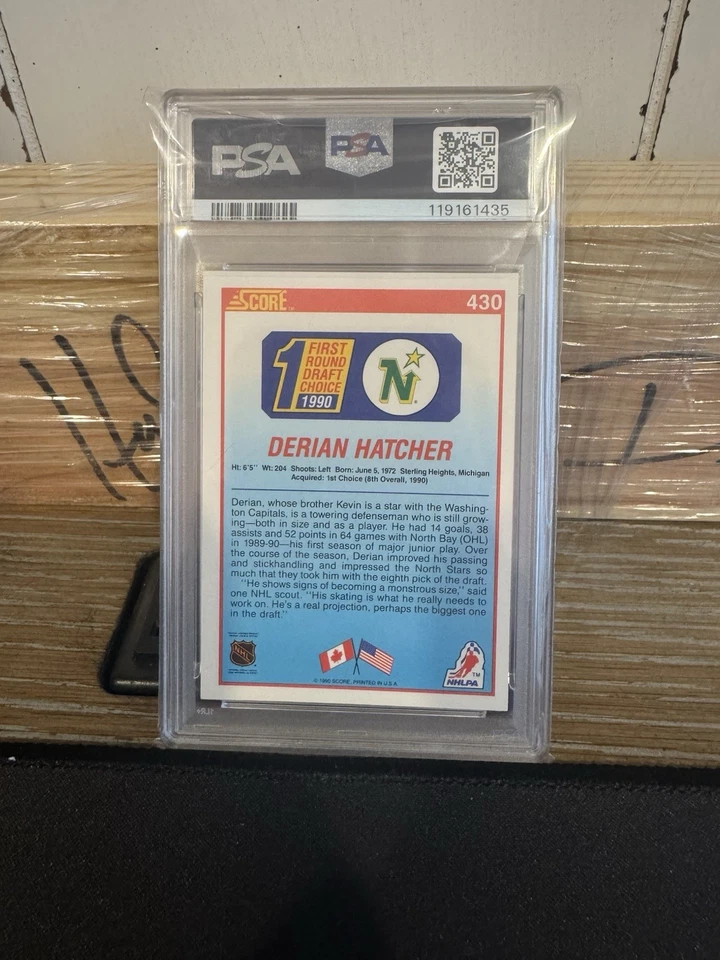 PSA
PSA
119161435
SCORE™
430
1 FIRST
ROUND
DRAFT
CHOICE
1990
N
DERIAN HATCHER
Ht: 6'5" Wt: 204 Shoots: Left Born: June 5, 1972 Sterling Heights, Michigan
Acquired: 1st Choice (8th Overall, 1990)
Derian, whose brother Kevin is a star with the Washing-
ton Capitals, is a towering defenseman who is still grow-
ing—both in size and as a player. He had 14 goals, 38
assists and 52 points in 64 games with North Bay (OHL)
in 1989-90—his first season of major junior play. Over
the course of the season, Derian improved his passing
and stickhandling and impressed the North Stars so
much that they took him with the eighth pick of the draft.
"He shows signs of becoming a monstrous size," said
one NHL scout. "His skating is what he really needs to
work on. He's a real projection, perhaps the biggest one
in the draft."
NHL
TM
NHLPA
© 1990 SCORE, PRINTED IN U.S.A.